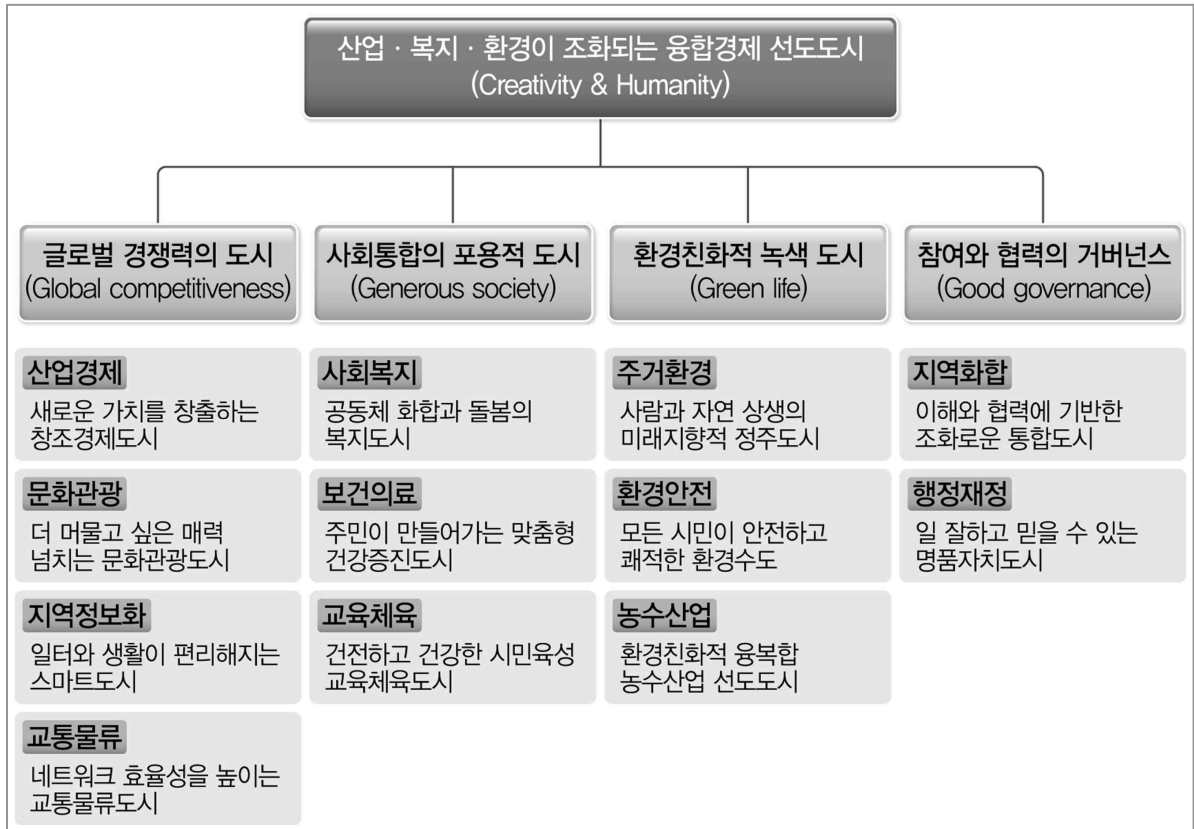 산업 · 복지 · 환경이 조화되는 융합경제 선도도시
(Creativity & Humanity)
글로벌 경쟁력의 도시
(Global competitiveness)
사회통합의 포용적 도시
(Generous society)
환경친화적 녹색 도시
(Green life)
참여와 협력의 거버넌스
(Good governance)
산업경제
새로운 가치를 창출하는
창조경제도시
문화관광
더 머물고 싶은 매력
넘치는 문화관광도시
지역정보화
일터와 생활이 편리해지는
스마트도시
교통물류
네트워크 효율성을 높이는
교통물류도시
사회복지
공동체 화합과 돌봄의
복지도시
보건의료
주민이 만들어가는 맞춤형
건강증진도시
교육체육
건전하고 건강한 시민육성
교육체육도시
주거환경
사람과 자연 상생의
미래지향적 정주도시
환경안전
모든 시민이 안전하고
쾌적한 환경수도
농수산업
환경친화적 융복합
농수산업 선도도시
지역화합
이해와 협력에 기반한
조화로운 통합도시
행정재정
일 잘하고 믿을 수 있는
명품자치도시